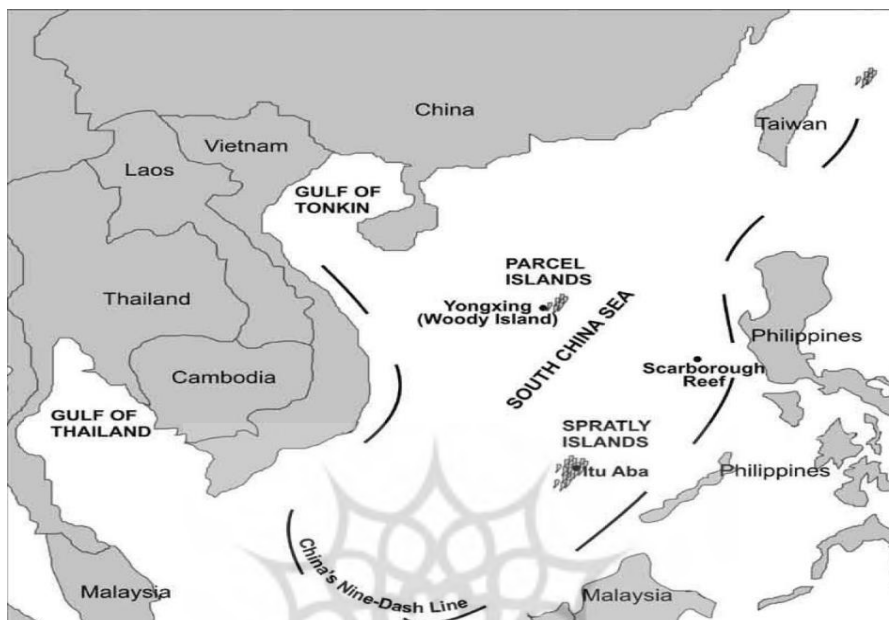 China
Taiwan
Vietnam
Laos
GULF OF
TONKIN
PARCEL
ISLANDS
Yongxing
(Woody Island)
SOUTH CHINA SEA
Thailand
Philippines
Scarborough
Reef
Cambodia
GULF OF
THAILAND
SPRATLY
ISLANDS
Itu Aba
Philippines
China's Nine-Dash Line
Malaysia
Malaysia